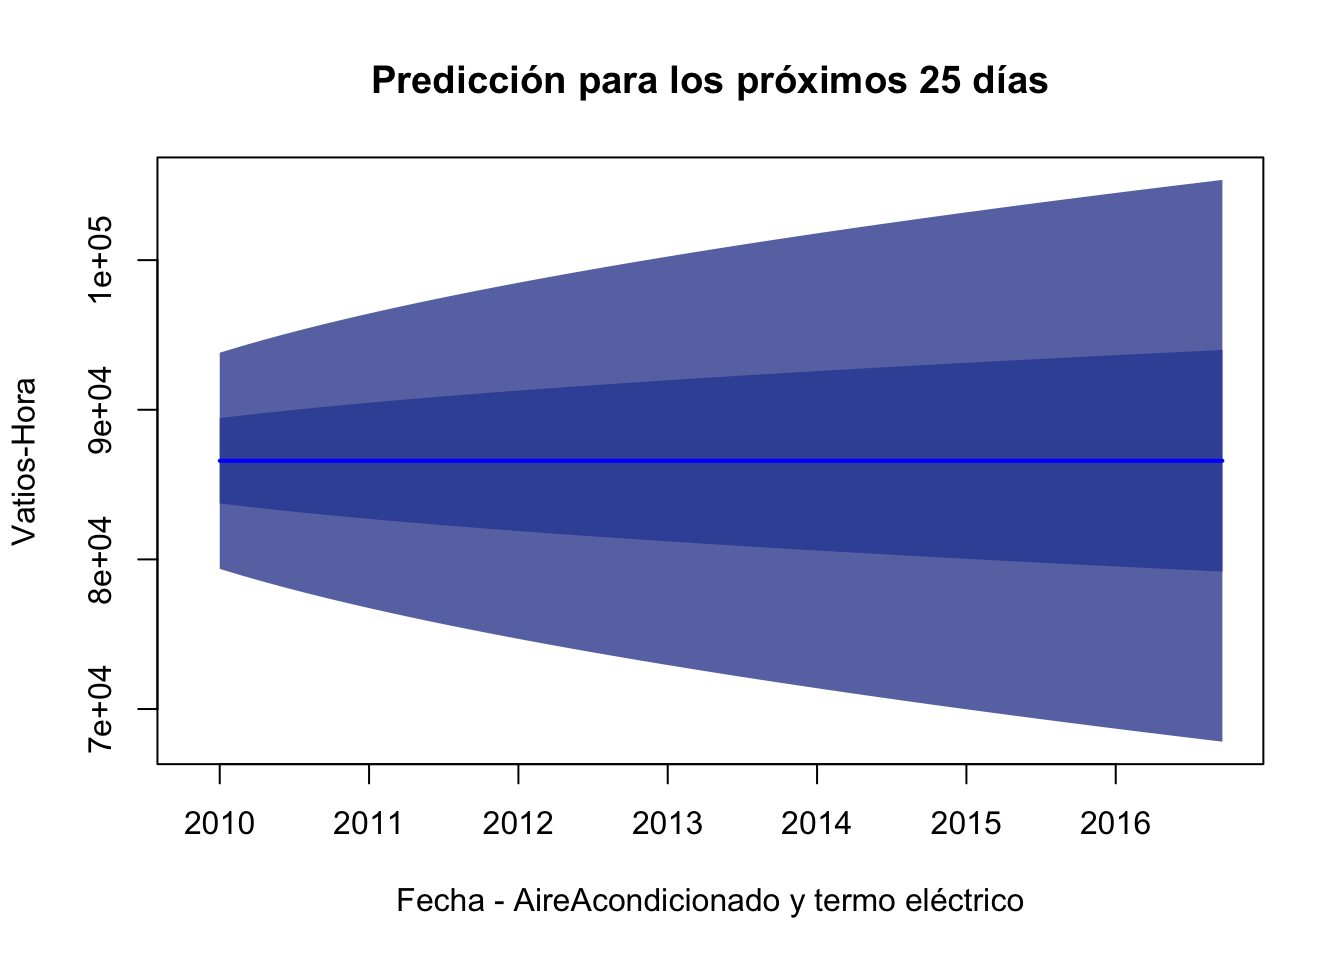 Predicción para los próximos 25 días
Vatios-Hora
1e+05
9e+04
8e+04
7e+04
2010 2011 2012 2013 2014 2015 2016
Fecha - AireAcondicionado y termo eléctrico